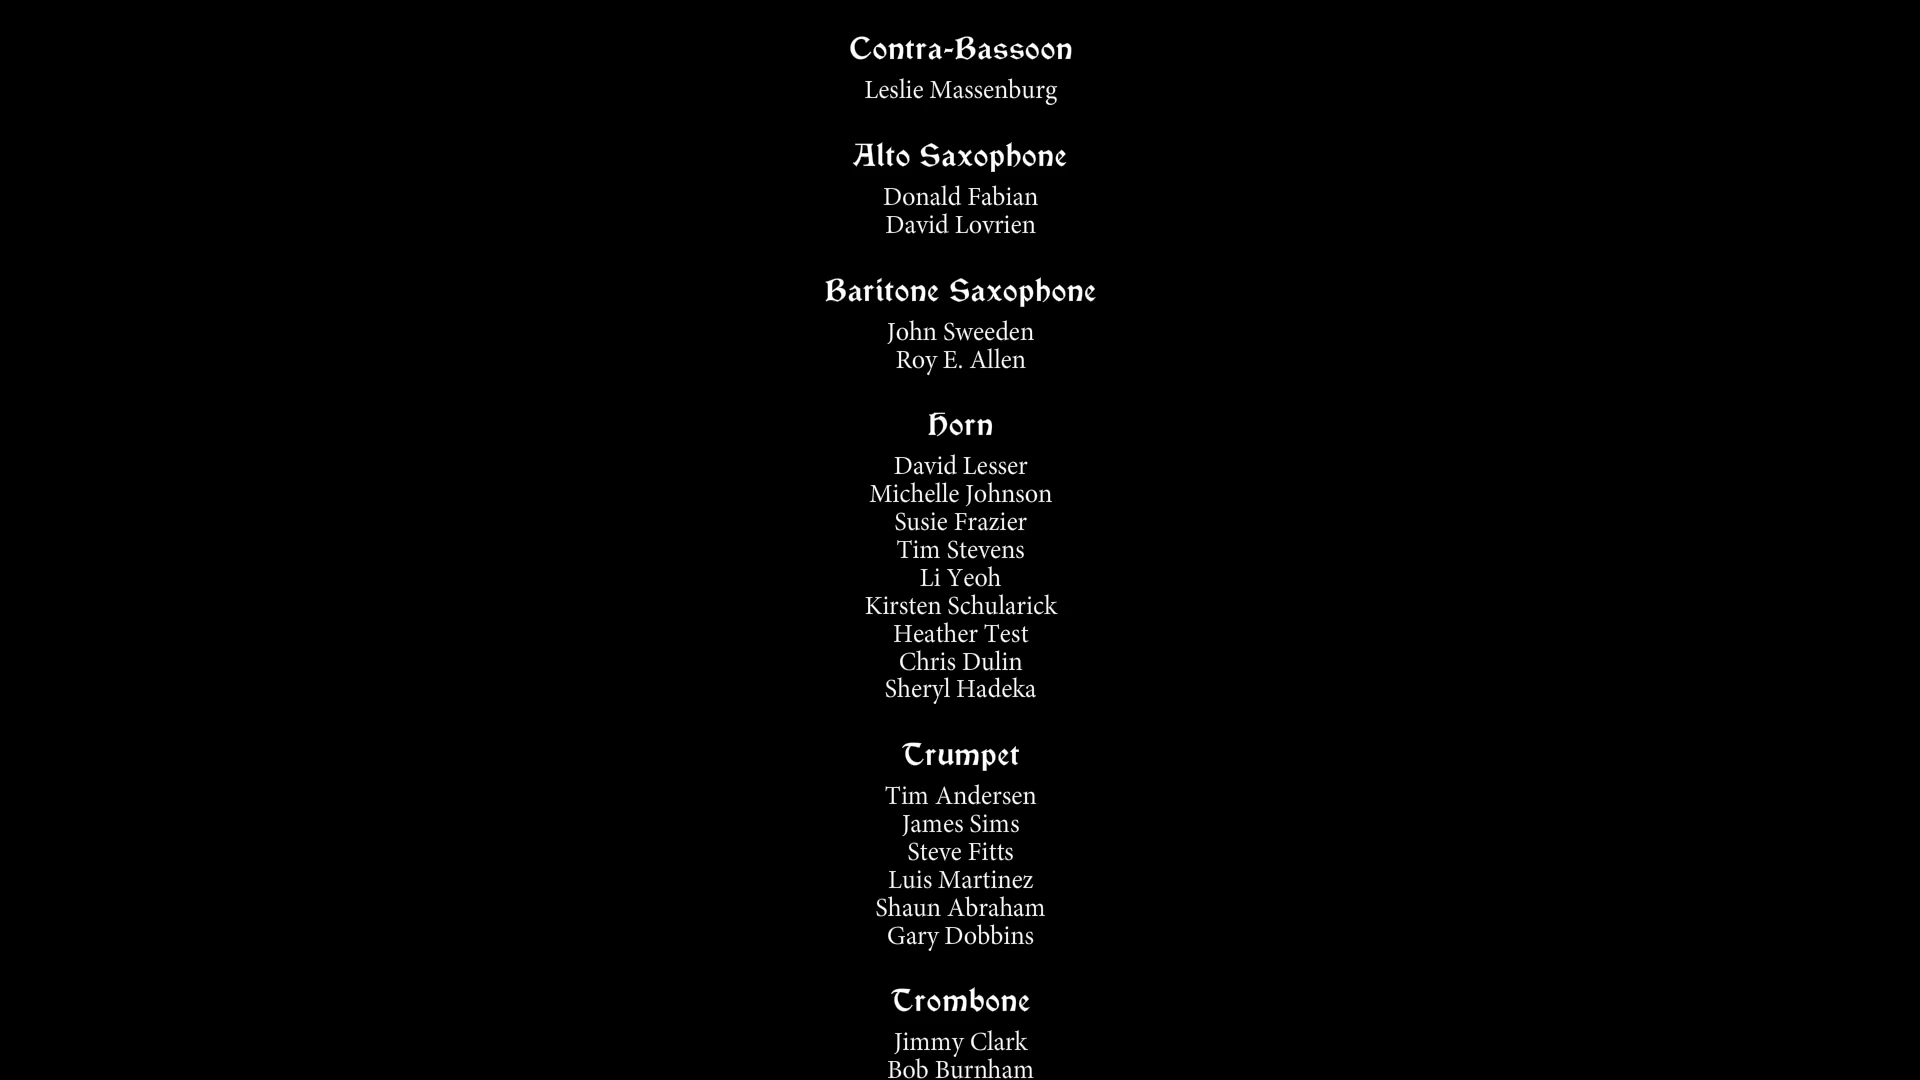 Contra-Bassoon
Leslie Massenburg
Alto Saxophone
Donald Fabian
David Lovrien
Baritone Saxophone
John Sweeden
Roy E. Allen
Horn
David Lesser
Michelle Johnson
Susie Frazier
Tim Stevens
Li Yeoh
Kirsten Schularick
Heather Test
Chris Dulin
Sheryl Hadeka
Trumpet
Tim Andersen
James Sims
Steve Fitts
Luis Martinez
Shaun Abraham
Gary Dobbins
Trombone
Jimmy Clark
Bob Burnham